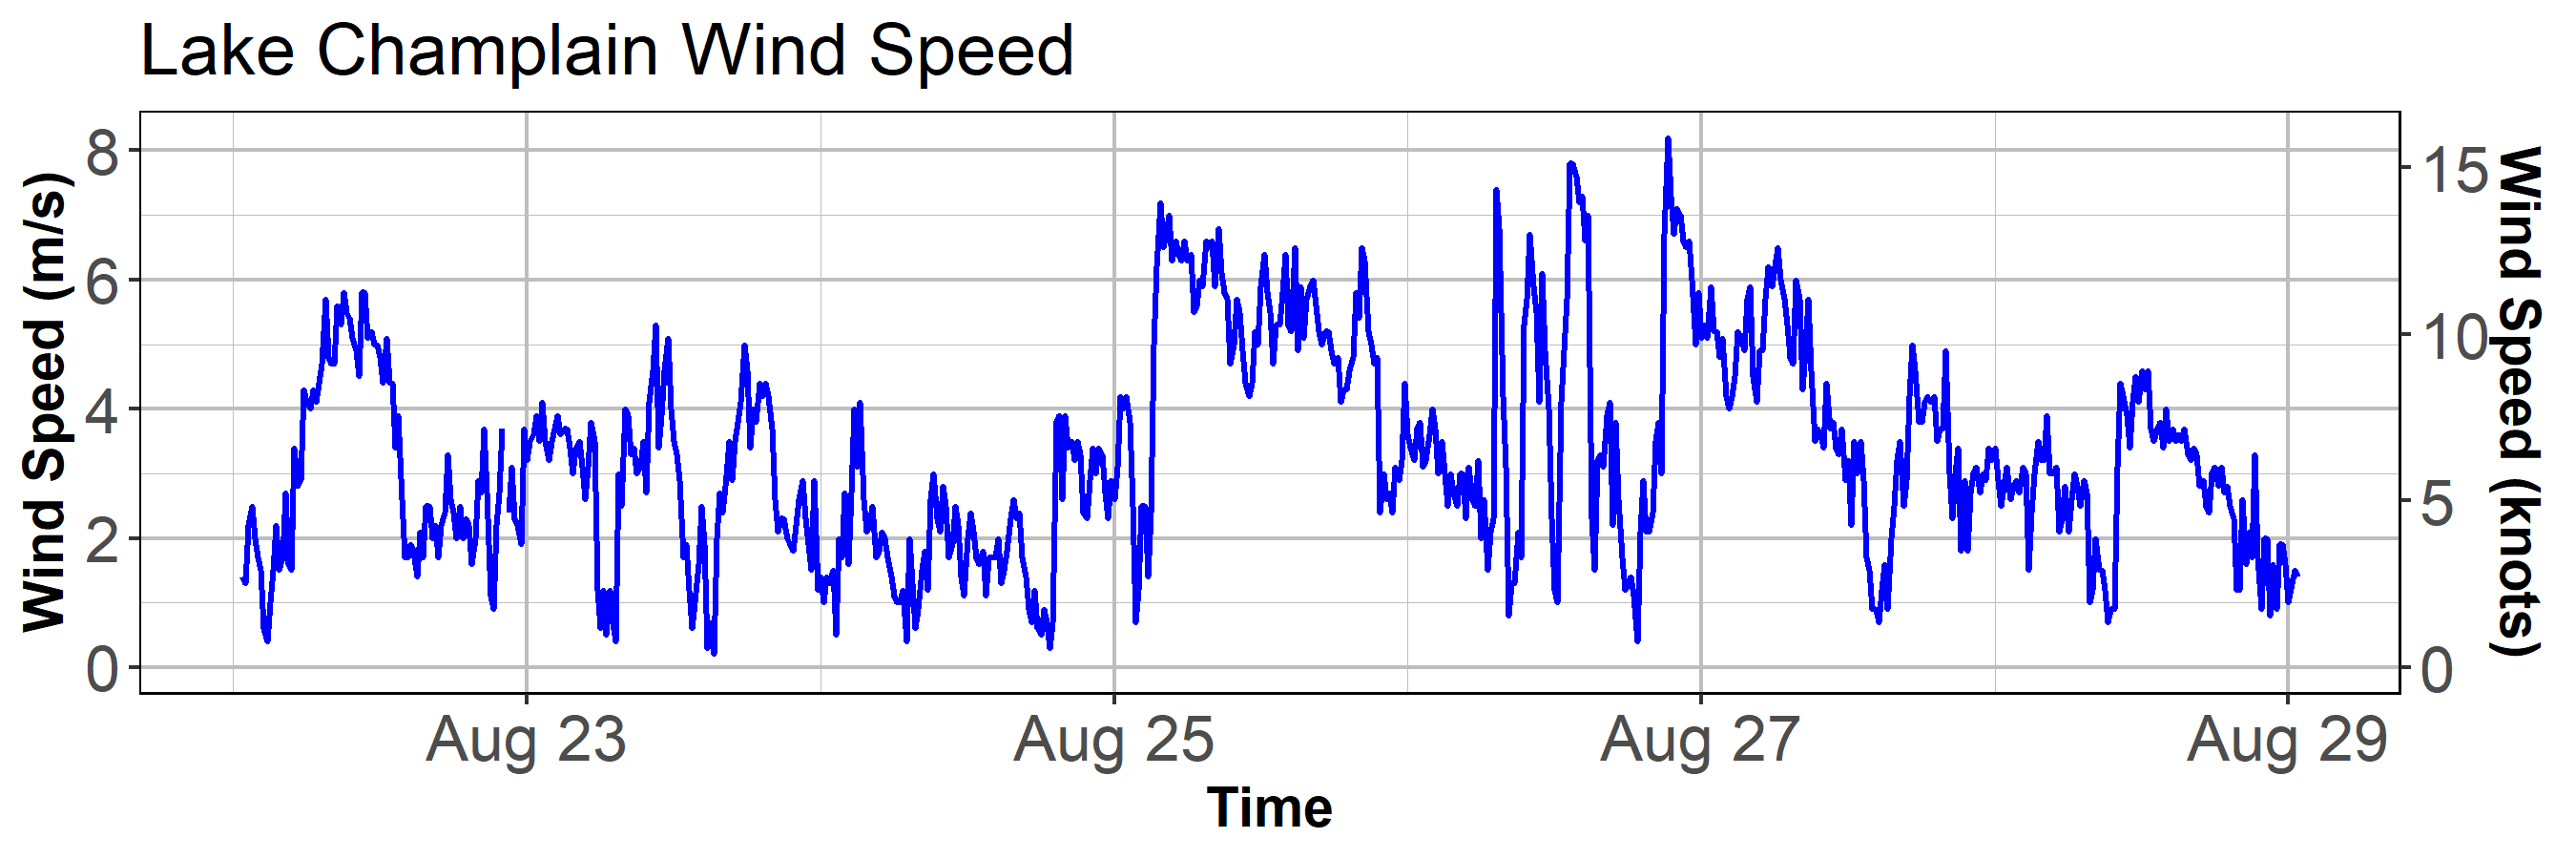 Lake Champlain Wind Speed
Wind Speed (m/s)
8
6
4
2
0
15
10
5
0
Wind Speed (knots)
Aug 23 Aug 25 Aug 27 Aug 29
Time